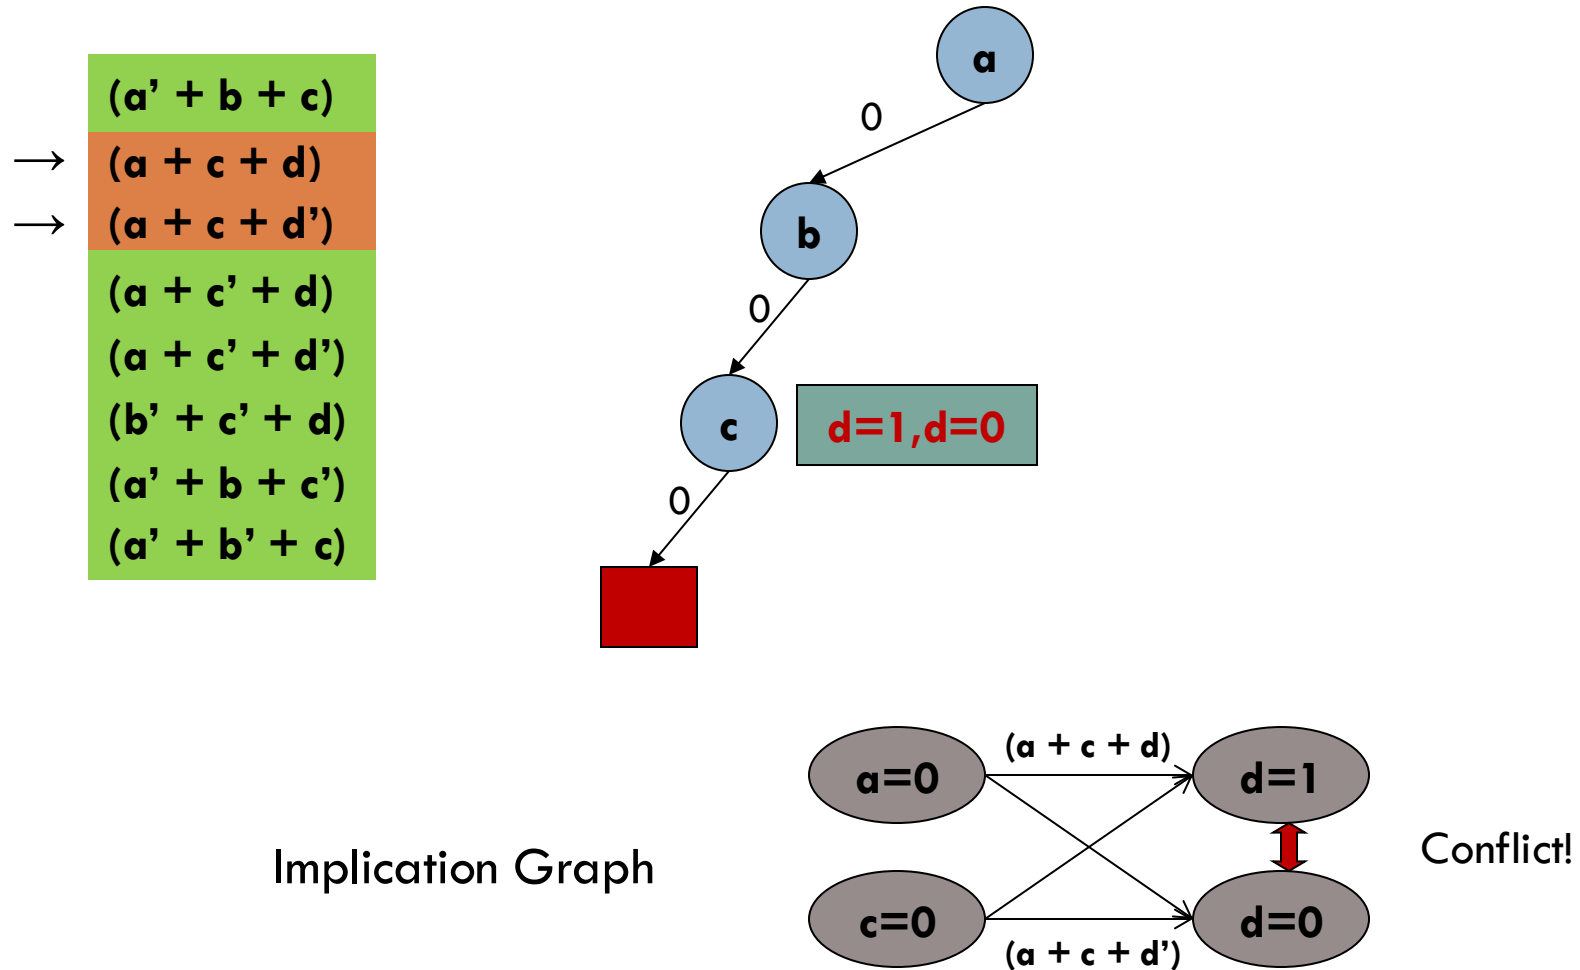 (a’ + b + c)
→ (a + c + d)
→ (a + c + d’)
(a + c’ + d)
(a + c’ + d’)
(b’ + c’ + d)
(a’ + b + c’)
(a’ + b’ + c)
a
0
b
0
c
d=1,d=0
0
(a + c + d)
a=0
d=1
Implication Graph
Conflict!
c=0
d=0
(a + c + d’)